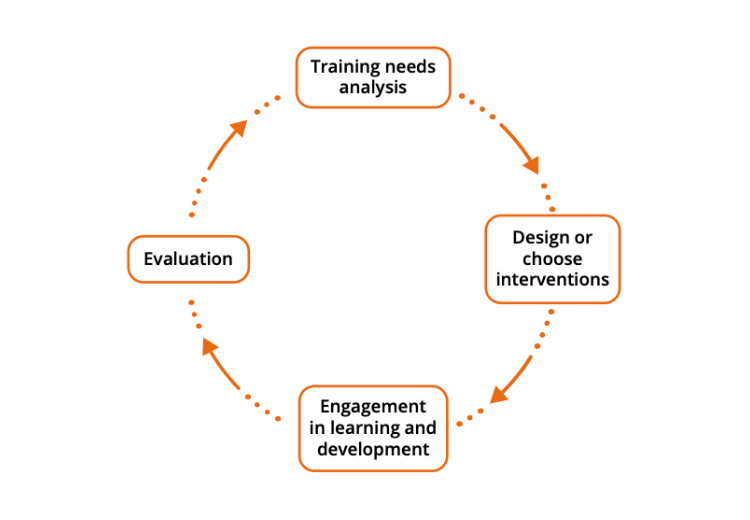 Training needs
analysis
Design or
choose
interventions
Engagement
in learning and
development
Evaluation